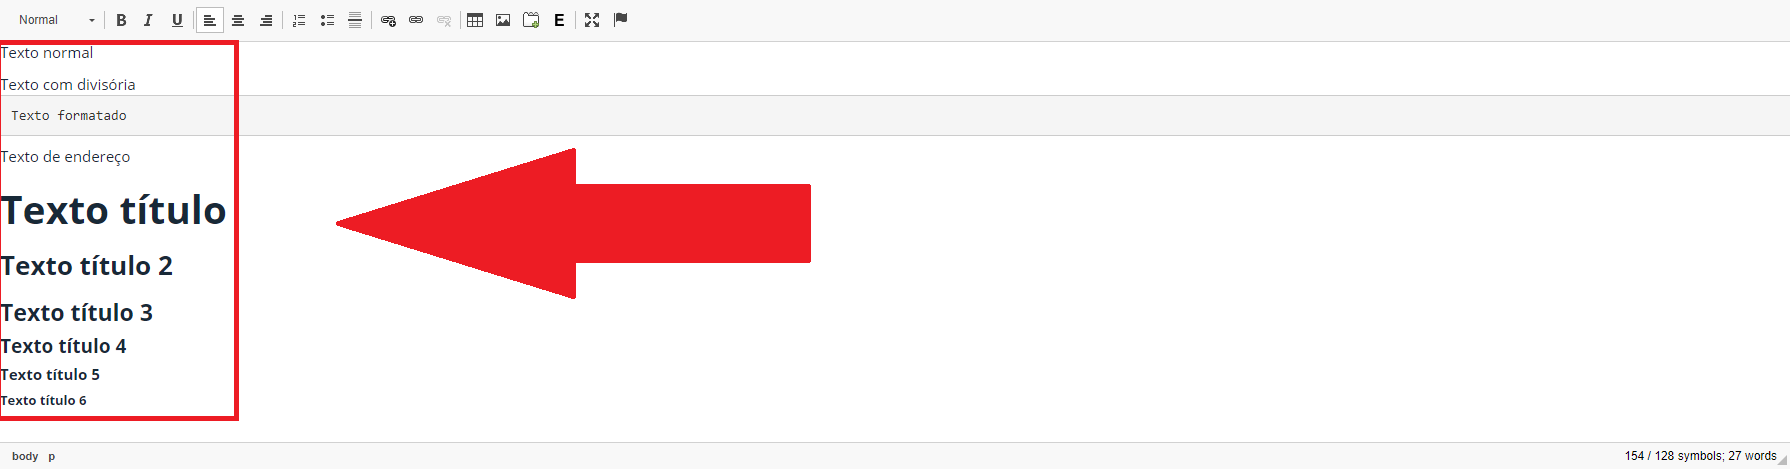 Normal B I U E
Texto normal
Texto com divisória
Texto formatado
Texto de endereço
Texto título
Texto título 2
Texto título 3
Texto título 4
Texto título 5
Texto título 6
body p 154 / 128 symbols; 27 words